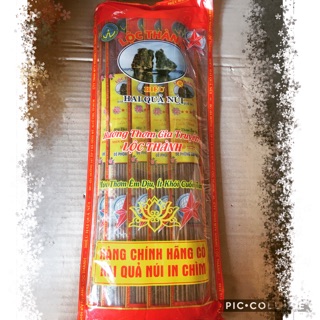 LỘC THÀNH
HAI QUẢ NÚI
Hương Thơm Gia Truyền
LỘC THÀNH
Mùi Thơm Êm Dịu, Ít Khói
HÀNG CHÍNH HÃNG CÓ
HAI QUẢ NÚI IN CHÌM
PIC•COLLAGE